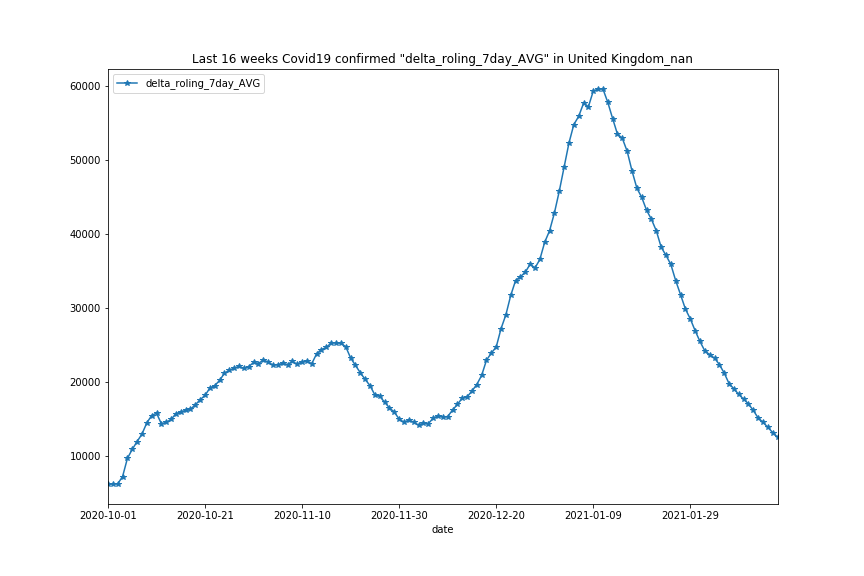 Last 16 weeks Covid19 confirmed "delta_roling_7day_AVG" in United Kingdom_nan
delta_roling_7day_AVG
60000
50000
40000
30000
20000
10000
2020-10-01 2020-10-21 2020-11-10 2020-11-30 2020-12-20 2021-01-09 2021-01-29
date